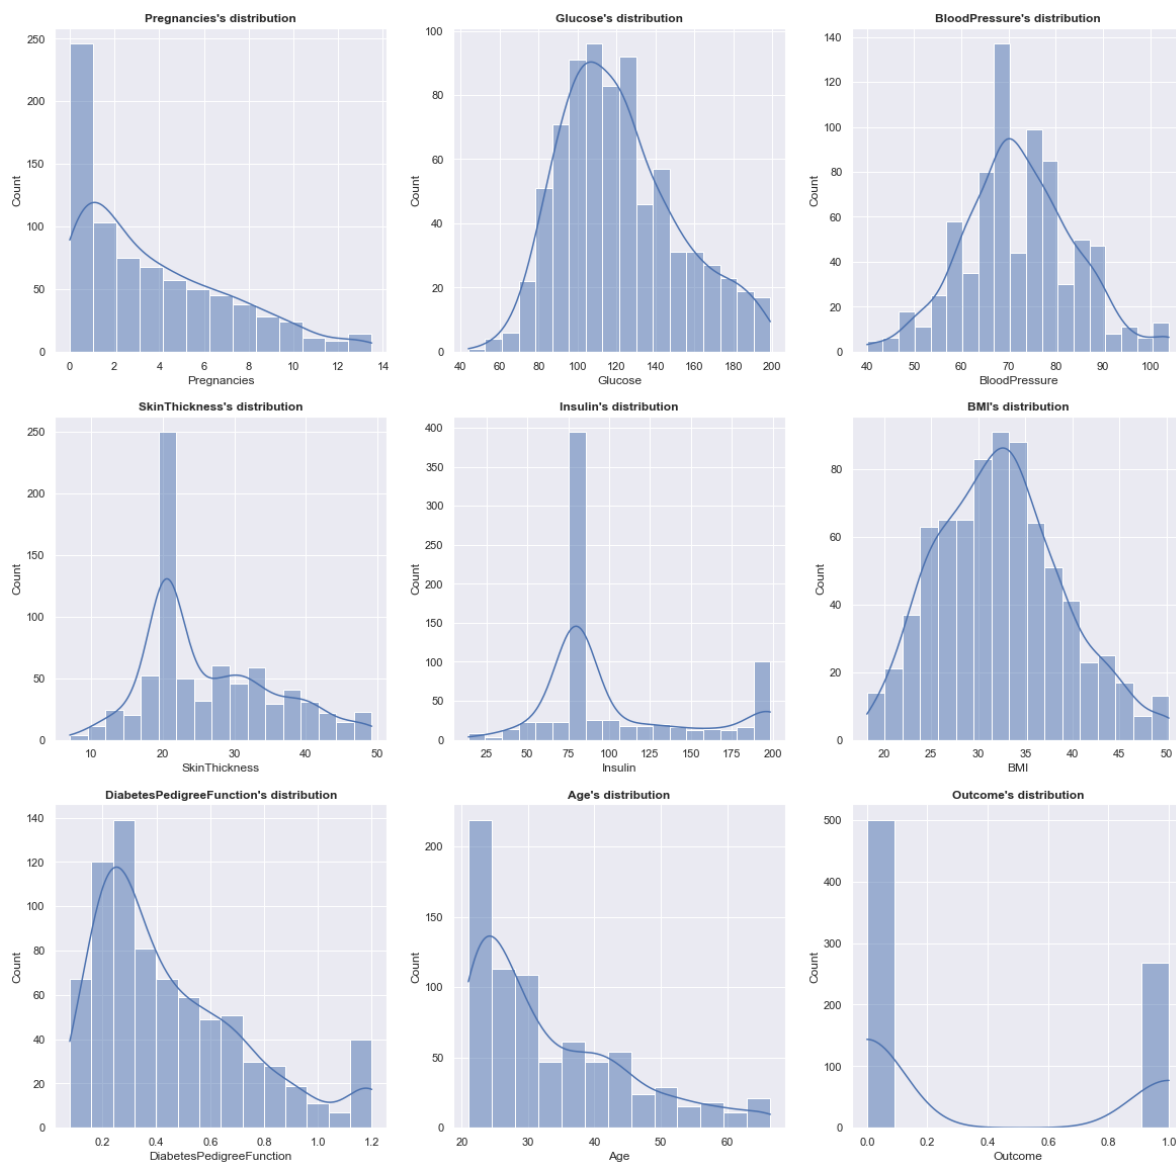 Pregnancies's distribution
250
200
150
100
50
0
Count
0 2 4 6 8 10 12 14
Pregnancies
Glucose's distribution
100
80
60
40
20
0
Count
40 60 80 100 120 140 160 180 200
Glucose
BloodPressure's distribution
140
120
100
80
60
40
20
0
Count
40 50 60 70 80 90 100
BloodPressure
SkinThickness's distribution
250
200
150
100
50
0
Count
10 20 30 40 50
SkinThickness
Insulin's distribution
400
350
300
250
200
150
100
50
0
Count
25 50 75 100 125 150 175 200
Insulin
BMI's distribution
80
60
40
20
0
Count
20 25 30 35 40 45 50
BMI
DiabetesPedigreeFunction's distribution
140
120
100
80
60
40
20
0
Count
0.2 0.4 0.6 0.8 1.0 1.2
DiabetesPedigreeFunction
Age's distribution
200
150
100
50
0
Count
20 30 40 50 60
Age
Outcome's distribution
500
400
300
200
100
0
Count
0.0 0.2 0.4 0.6 0.8 1.0
Outcome